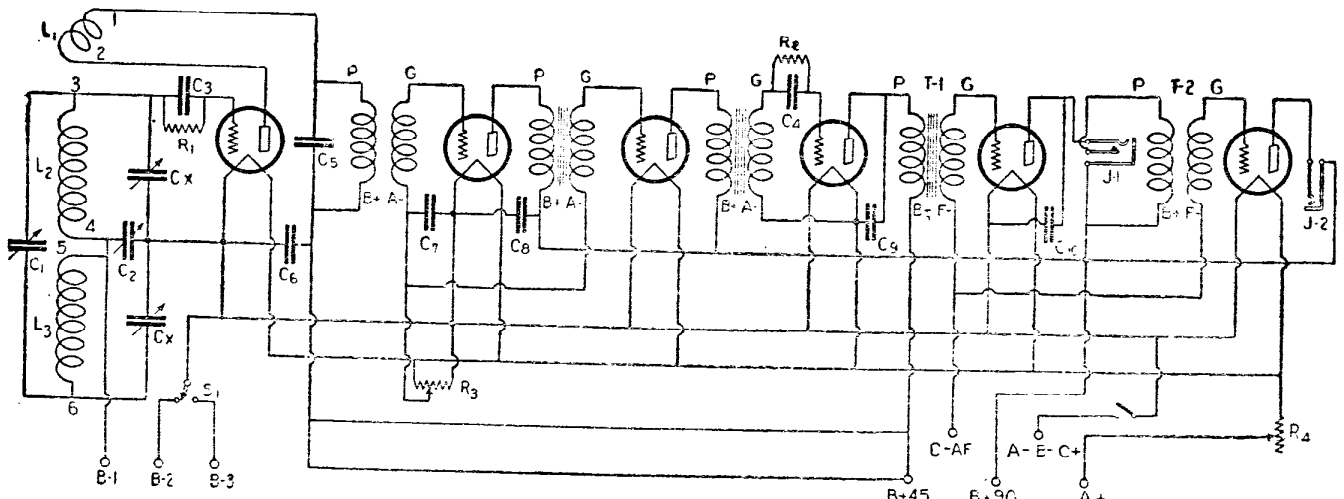 L1 1 2
3 C3 R1
L2 Cx
4 5 C2 C1
L3 Cx
6 S1
B-1 B-2 B-3
C5 C6
P G P G P G P T-1 G P T-2 G
R2 C4
B+ A- B+ A- B+ A- B+ F- B+ F-
C7 C8 C9
J-1 J-2
R3 R4
C-AF A- B- C+
B+45 B+90 A+